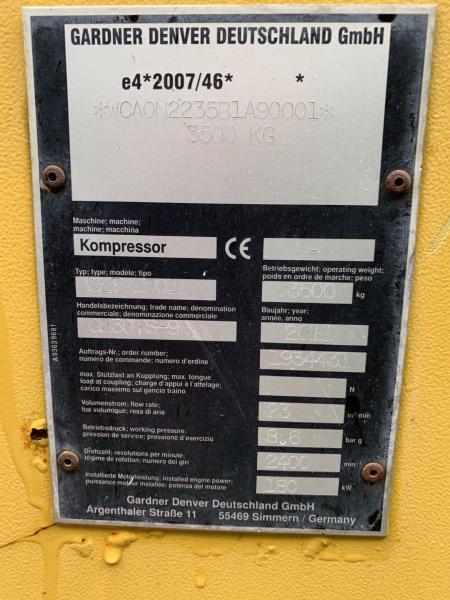 GARDNER DENVER DEUTSCHLAND GmbH
e4*2007/46* *
*WCA0N2235B1A90001*
3500 KG
Maschine; machine;
machine; macchina
Kompressor
CE
Typ; type; modèle; tipo
Betriebsgewicht; operating weight;
poids en ordre de marche; peso
3500 kg
Handelsbezeichnung; trade name; dénomination
commerciale; denominazione commerciale
C230TS-9
Baujahr; year;
année, anno
Auftrags-Nr.; order number;
numéro de commande; numero d'ordine
max. Stützlast an Kupplung; max. tongue
load at coupling; charge d'appui à l'attelage;
carico massimo sul gancio traino
N
Volumenstrom; flow rate;
flux volumique; resa di aria
23 m³/min
Betriebsdruck; working pressure;
pression de service; pressione d'esercizio
8.6 bar g
Drehzahl; revolutions per minute;
régime de rotation; numero dei giri
2400 min
Installierte Motorleistung; installed engine power;
puissance moteur installée; potenza del motore
180 kW
Gardner Denver Deutschland GmbH
Argenthaler Straße 11 55469 Simmern / Germany
A93639691